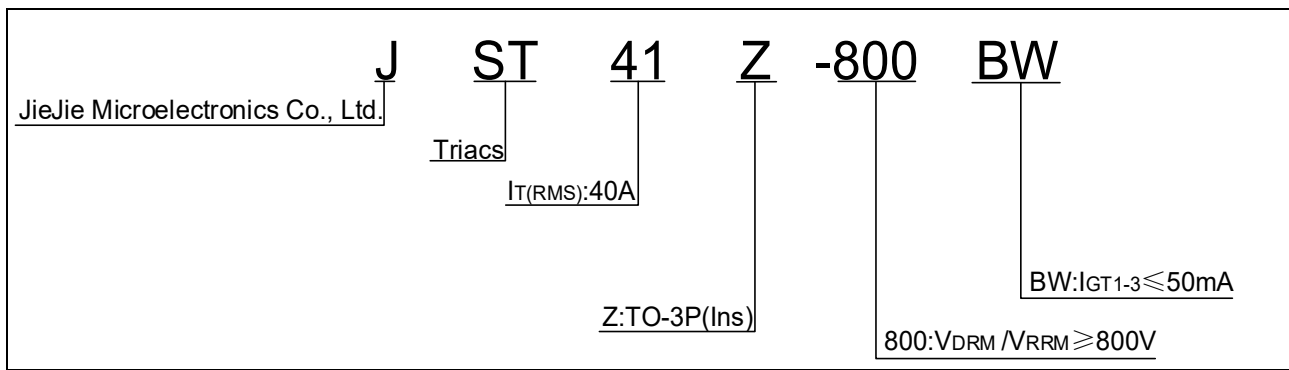 J ST 41 Z -800 BW
JieJie Microelectronics Co., Ltd.
Triacs
IT(RMS):40A
BW:IGT1-3≤50mA
Z:TO-3P(Ins)
800:VDRM /VRRM≥800V